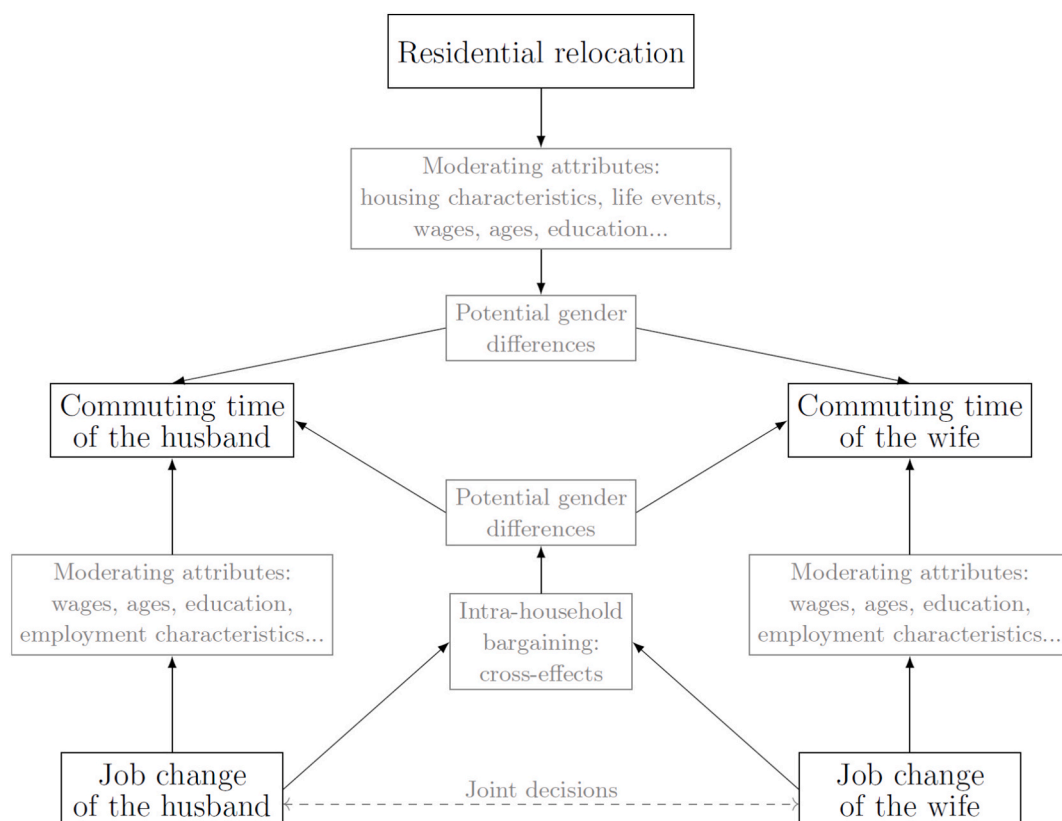 Residential relocation
Moderating attributes:
housing characteristics, life events,
wages, ages, education...
Potential gender
differences
Commuting time
of the husband
Commuting time
of the wife
Potential gender
differences
Moderating attributes:
wages, ages, education,
employment characteristics...
Intra-household
bargaining:
cross-effects
Moderating attributes:
wages, ages, education,
employment characteristics...
Job change
of the husband
Joint decisions
Job change
of the wife